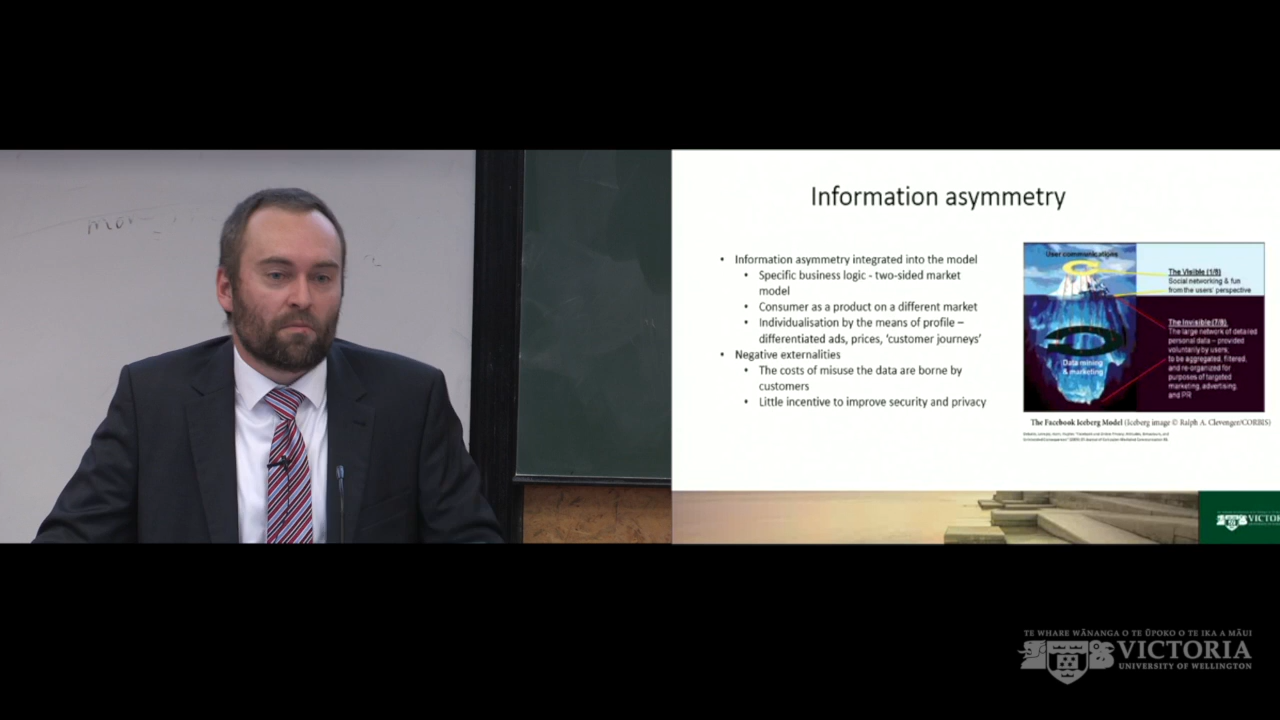 mor
Information asymmetry
• Information asymmetry integrated into the model
• Specific business logic - two-sided market
model
• Consumer as a product on a different market
• Individualisation by the means of profile –
differentiated ads, prices, ‘customer journeys’
• Negative externalities
• The costs of misuse the data are borne by
customers
• Little incentive to improve security and privacy
User communications
Data mining
& marketing
The Visible (1/8)
Social networking & fun
from the users' perspective
The Invisible (7/8)
The large network of detailed
personal data – provided
voluntarily by users,
to be aggregated, filtered,
and re-organized for
purposes of targeted
marketing, advertising,
and PR
The Facebook Iceberg Model (Iceberg image © Ralph A. Clevenger/CORBIS)
VICTOR
TE WHARE WĀNANGA O TE ŪPOKO O TE IKA A MĀUI
VICTORIA
UNIVERSITY OF WELLINGTON